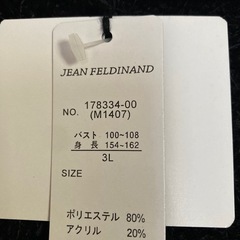 JEAN FELDINAND
NO. 178334-00
(M1407)
バスト 100~108
身長 154~162
3L
SIZE
ポリエステル 80%
アクリル 20%